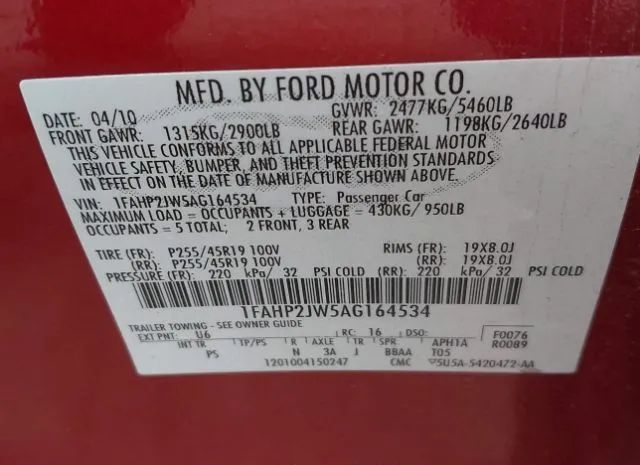 MFD. BY FORD MOTOR CO.
DATE: 04/10 GVWR: 2477KG/5460LB
FRONT GAWR: 1315KG/2900LB REAR GAWR: 1198KG/2640LB
THIS VEHICLE CONFORMS TO ALL APPLICABLE FEDERAL MOTOR
VEHICLE SAFETY, BUMPER, AND THEFT PREVENTION STANDARDS
IN EFFECT ON THE DATE OF MANUFACTURE SHOWN ABOVE.
VIN: 1FAHP2JW5AG164534 TYPE: Passenger Car
MAXIMUM LOAD = OCCUPANTS + LUGGAGE = 430KG/ 950LB
OCCUPANTS = 5 TOTAL; 2 FRONT, 3 REAR
TIRE (FR): P255/45R19 100V RIMS (FR): 19X8.0J
(RR): P255/45R19 100V (RR): 19X8.0J
PRESSURE (FR): 220 kPa/ 32 PSI COLD (RR): 220 kPa/ 32 PSI COLD
1FAHP2JW5AG164534
TRAILER TOWING - SEE OWNER GUIDE
EXT PNT: U6 RC: 16 DSO: F0076
INT TR TP/PS R AXLE TR SPR APH1A R0089
PS N 3A J BBAA T05
1201004150247 CMC ▽5U5A-5420472-AA